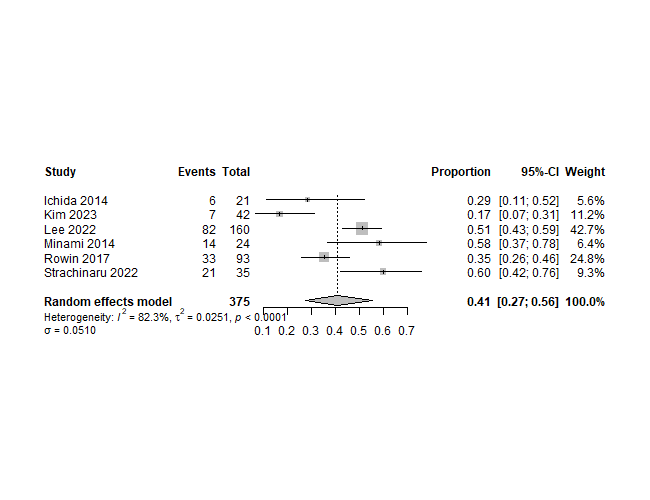 Study Events Total Proportion 95%-CI Weight
Ichida 2014 6 21 0.29 [0.11; 0.52] 5.6%
Kim 2023 7 42 0.17 [0.07; 0.31] 11.2%
Lee 2022 82 160 0.51 [0.43; 0.59] 42.7%
Minami 2014 14 24 0.58 [0.37; 0.78] 6.4%
Rowin 2017 33 93 0.35 [0.26; 0.46] 24.8%
Strachinaru 2022 21 35 0.60 [0.42; 0.76] 9.3%
Random effects model 375 0.41 [0.27; 0.56] 100.0%
Heterogeneity: I² = 82.3%, τ² = 0.0251, p < 0.0001
σ = 0.0510 0.1 0.2 0.3 0.4 0.5 0.6 0.7